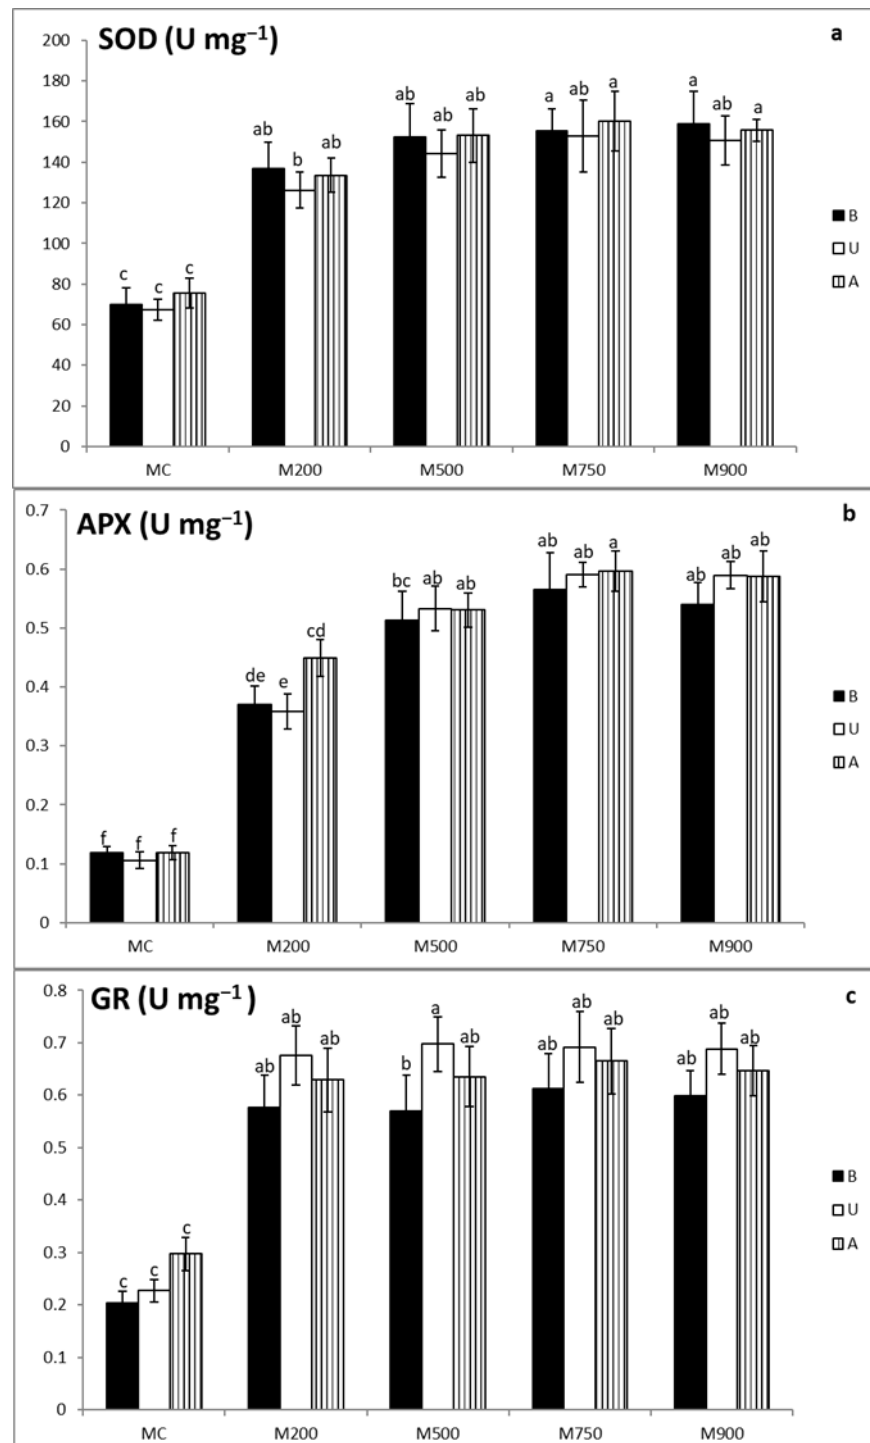 SOD (U mg⁻¹) a
200
180
160
140
120
100
80
60
40
20
0
c c c ab b ab ab ab ab a ab a a ab a
B
U
A
MC M200 M500 M750 M900
APX (U mg⁻¹) b
0.7
0.6
0.5
0.4
0.3
0.2
0.1
0
f f f de e cd bc ab ab ab ab a ab ab ab
B
U
A
MC M200 M500 M750 M900
GR (U mg⁻¹) c
0.8
0.7
0.6
0.5
0.4
0.3
0.2
0.1
0
c c c ab ab ab b a ab ab ab ab ab ab ab
B
U
A
MC M200 M500 M750 M900